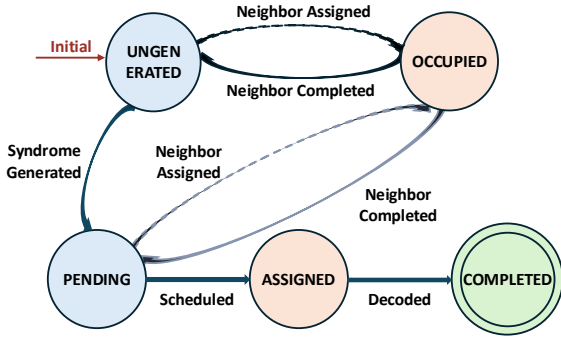 Neighbor Assigned
Initial
UNGEN
ERATED
OCCUPIED
Neighbor Completed
Syndrome
Generated
Neighbor
Assigned
Neighbor
Completed
PENDING
ASSIGNED
COMPLETED
Scheduled
Decoded